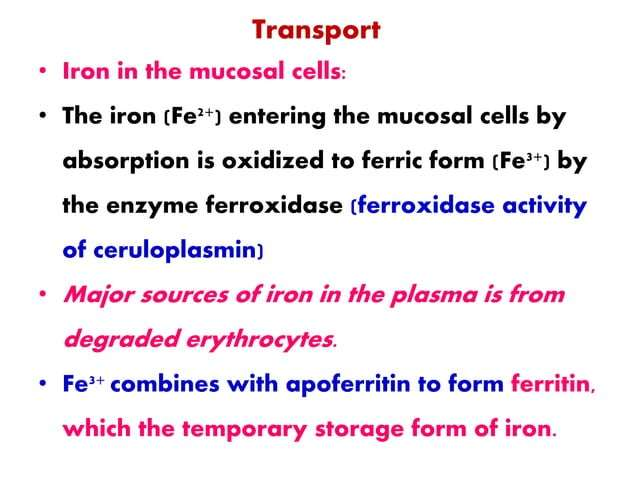 Transport
• Iron in the mucosal cells:
• The iron (Fe²⁺) entering the mucosal cells by
absorption is oxidized to ferric form (Fe³⁺) by
the enzyme ferroxidase (ferroxidase activity
of ceruloplasmin)
• Major sources of iron in the plasma is from
degraded erythrocytes.
• Fe³⁺ combines with apoferritin to form ferritin,
which the temporary storage form of iron.